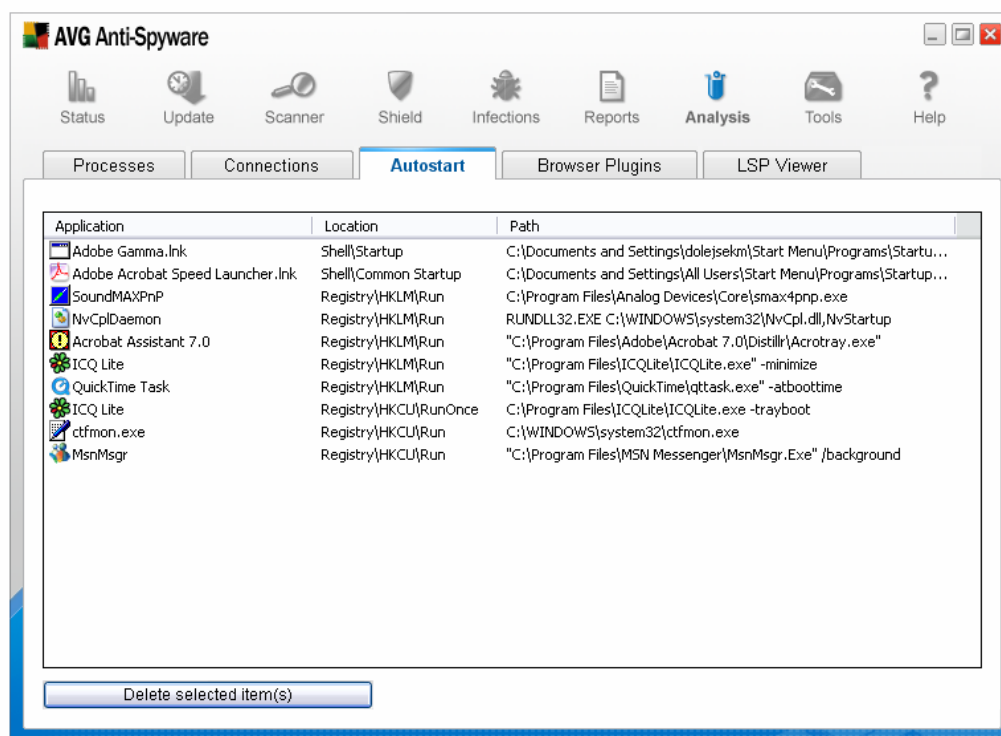 AVG Anti-Spyware
Status Update Scanner Shield Infections Reports Analysis Tools Help
Processes Connections Autostart Browser Plugins LSP Viewer
Application Location Path
Adobe Gamma.lnk Shell\Startup C:\Documents and Settings\dolejsekm\Start Menu\Programs\Startu...
Adobe Acrobat Speed Launcher.lnk Shell\Common Startup C:\Documents and Settings\All Users\Start Menu\Programs\Startup...
SoundMAXPnP Registry\HKLM\Run C:\Program Files\Analog Devices\Core\smax4pnp.exe
NvCplDaemon Registry\HKLM\Run RUNDLL32.EXE C:\WINDOWS\system32\NvCpl.dll,NvStartup
Acrobat Assistant 7.0 Registry\HKLM\Run "C:\Program Files\Adobe\Acrobat 7.0\Distillr\Acrotray.exe"
ICQ Lite Registry\HKLM\Run "C:\Program Files\ICQLite\ICQLite.exe" -minimize
QuickTime Task Registry\HKLM\Run "C:\Program Files\QuickTime\qttask.exe" -atboottime
ICQ Lite Registry\HKCU\RunOnce C:\Program Files\ICQLite\ICQLite.exe -trayboot
ctfmon.exe Registry\HKCU\Run C:\WINDOWS\system32\ctfmon.exe
MsnMsgr Registry\HKCU\Run "C:\Program Files\MSN Messenger\MsnMsgr.Exe" /background
Delete selected item(s)